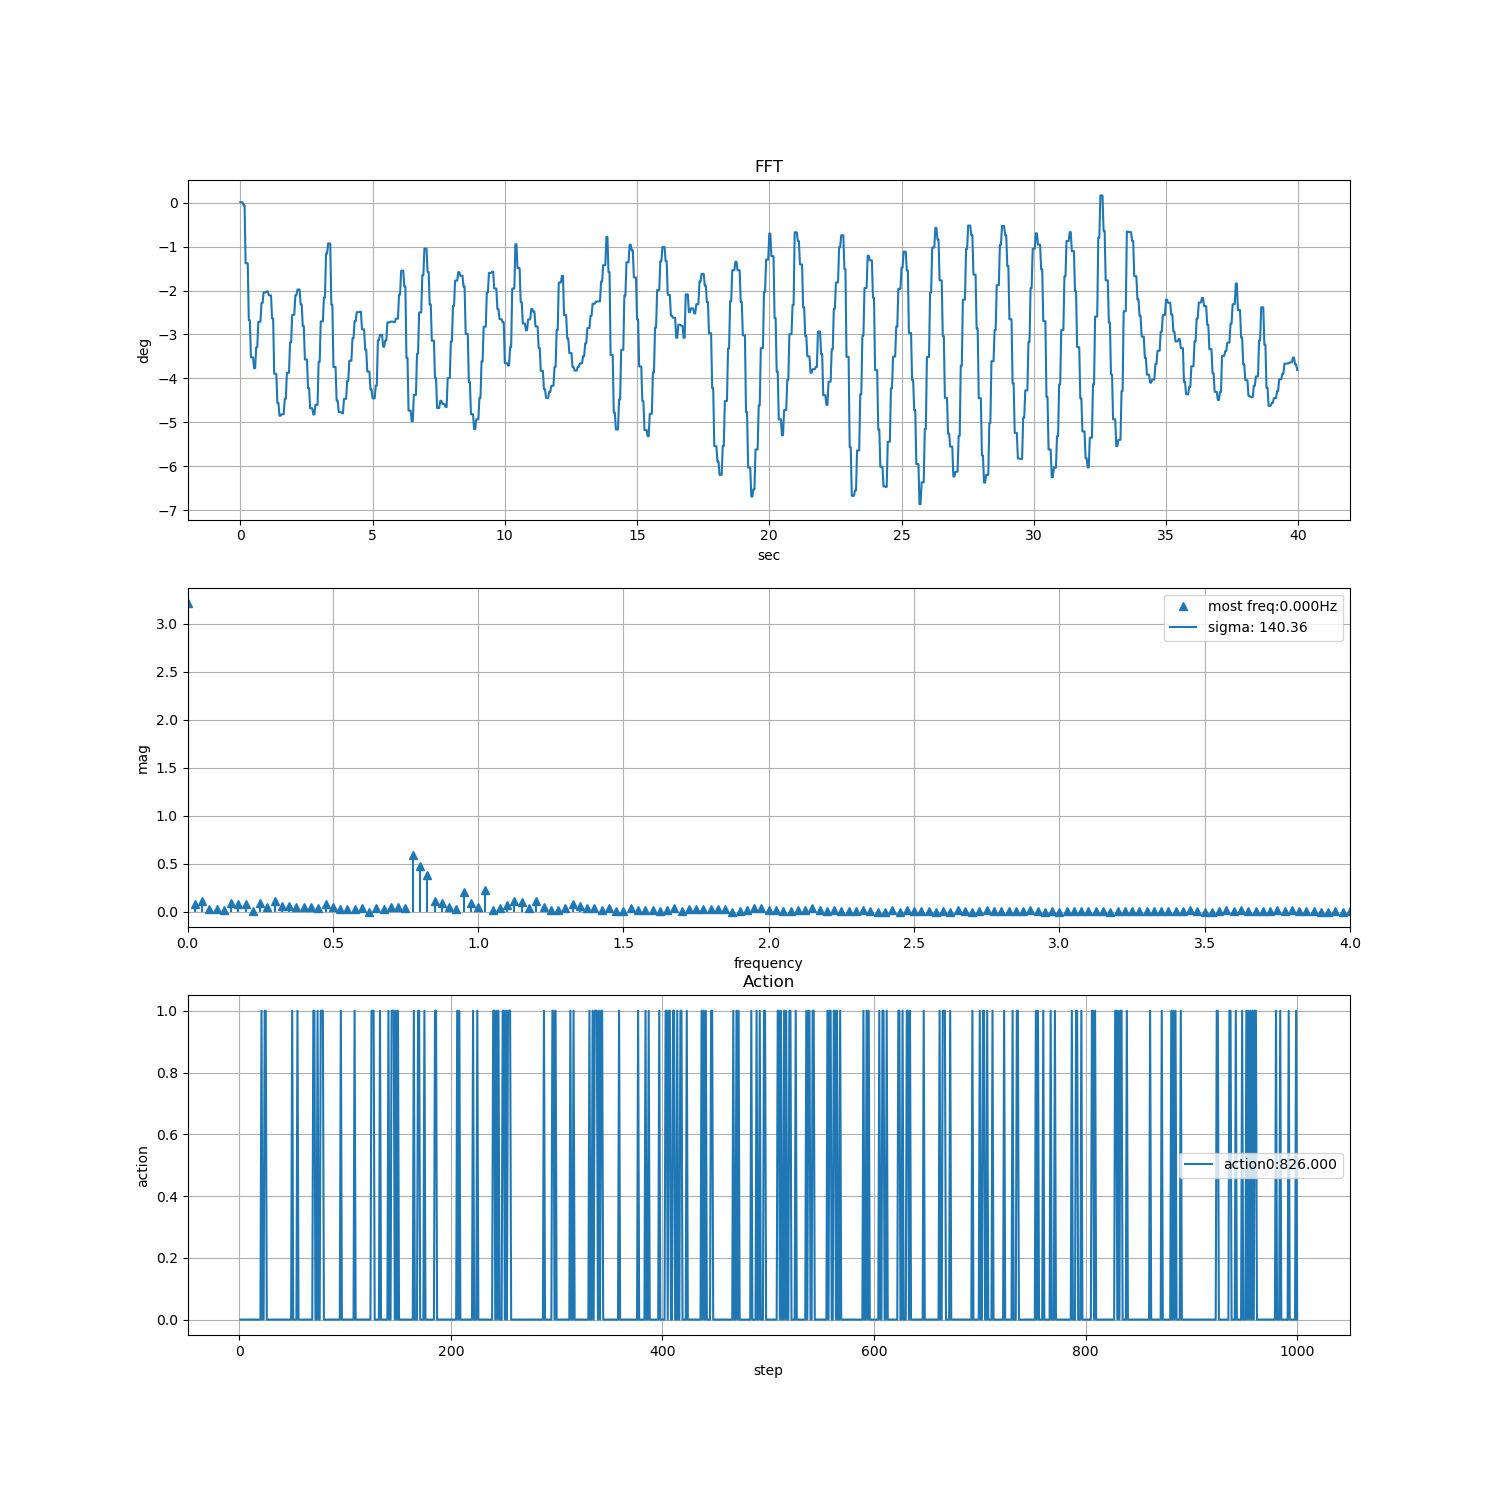 FFT
0
−1
−2
−3
−4
−5
−6
−7
deg
0 5 10 15 20 25 30 35 40
sec
most freq:0.000Hz
sigma: 140.36
3.0
2.5
2.0
1.5
1.0
0.5
0.0
mag
0.0 0.5 1.0 1.5 2.0 2.5 3.0 3.5 4.0
frequency
Action
1.0
0.8
0.6
0.4
0.2
0.0
action
action0:826.000
0 200 400 600 800 1000
step